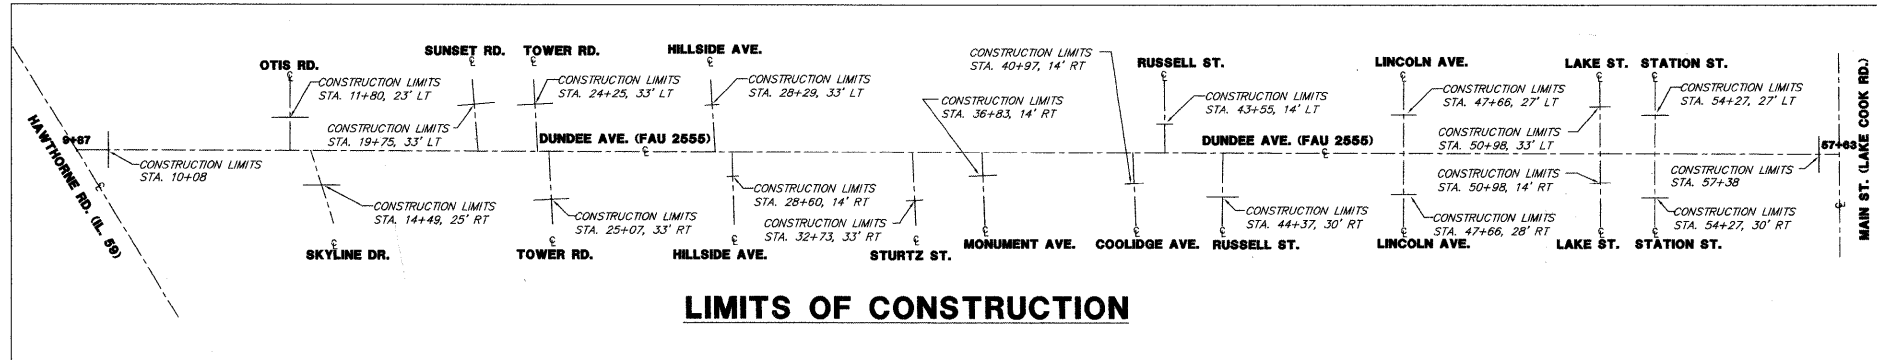 OTIS RD.
CONSTRUCTION LIMITS
STA. 11+80, 23' LT
SUNSET RD.
CONSTRUCTION LIMITS
STA. 19+75, 33' LT
TOWER RD.
CONSTRUCTION LIMITS
STA. 24+25, 33' LT
HILLSIDE AVE.
CONSTRUCTION LIMITS
STA. 28+29, 33' LT
CONSTRUCTION LIMITS
STA. 40+97, 14' RT
CONSTRUCTION LIMITS
STA. 36+83, 14' RT
RUSSELL ST.
CONSTRUCTION LIMITS
STA. 43+55, 14' LT
LINCOLN AVE.
CONSTRUCTION LIMITS
STA. 47+66, 27' LT
LAKE ST.
CONSTRUCTION LIMITS
STA. 50+98, 33' LT
STATION ST.
CONSTRUCTION LIMITS
STA. 54+27, 27' LT
HAWTHORNE RD. (IL. 59)
9+87
CONSTRUCTION LIMITS
STA. 10+08
DUNDEE AVE. (FAU 2555)
DUNDEE AVE. (FAU 2555)
57+63
CONSTRUCTION LIMITS
STA. 57+38
MAIN ST. (LAKE COOK RD.)
CONSTRUCTION LIMITS
STA. 14+49, 25' RT
SKYLINE DR.
CONSTRUCTION LIMITS
STA. 25+07, 33' RT
TOWER RD.
CONSTRUCTION LIMITS
STA. 28+60, 14' RT
HILLSIDE AVE.
CONSTRUCTION LIMITS
STA. 32+73, 33' RT
STURTZ ST.
MONUMENT AVE.
COOLIDGE AVE.
CONSTRUCTION LIMITS
STA. 44+37, 30' RT
RUSSELL ST.
CONSTRUCTION LIMITS
STA. 47+66, 28' RT
LINCOLN AVE.
CONSTRUCTION LIMITS
STA. 50+98, 14' RT
LAKE ST.
CONSTRUCTION LIMITS
STA. 54+27, 30' RT
STATION ST.
LIMITS OF CONSTRUCTION